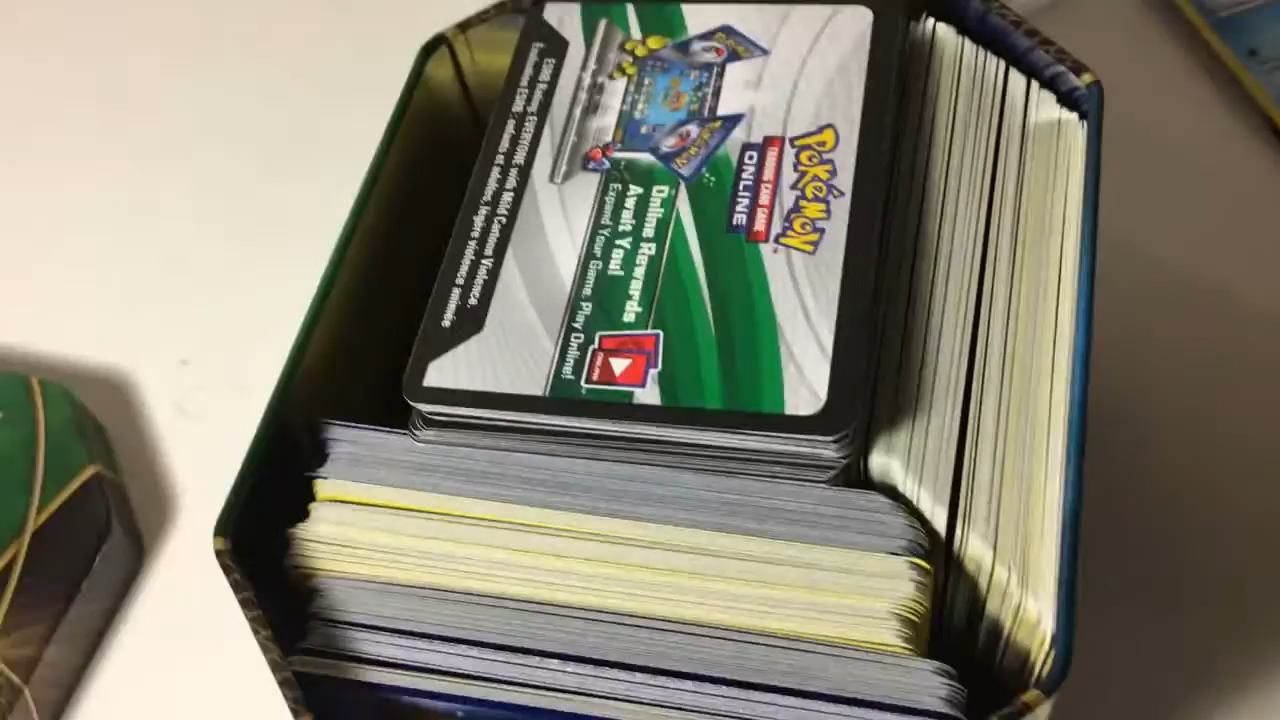 POKÉMON
TRADING CARD GAME
ONLINE
Online Rewards
Await You!
Expand Your Game. Play Online!
ESRB Rating: EVERYONE with Mild Cartoon Violence.